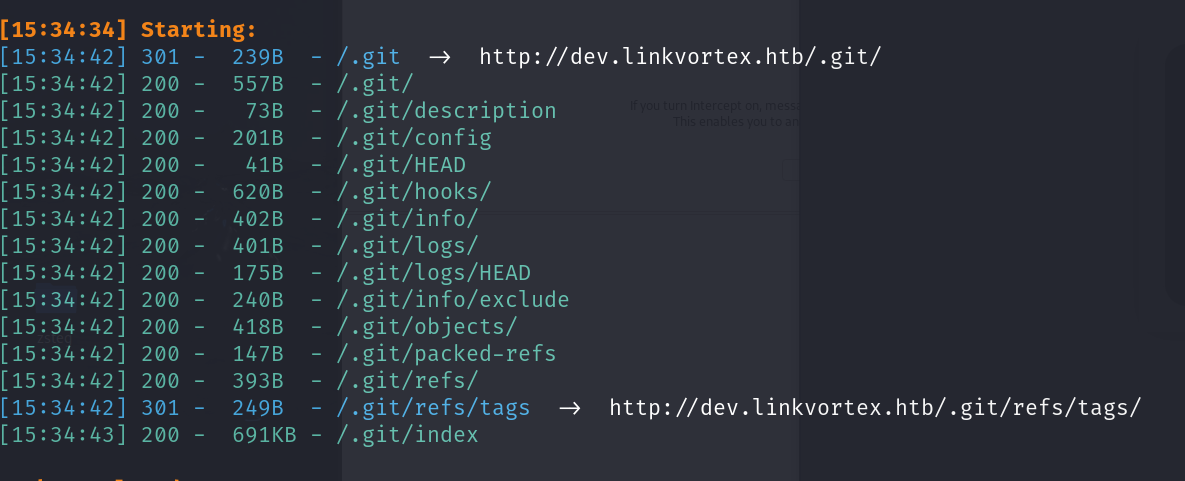 [15:34:34] Starting:
[15:34:42] 301 -  239B  - /.git  ->  http://dev.linkvortex.htb/.git/
[15:34:42] 200 -  557B  - /.git/
[15:34:42] 200 -   73B  - /.git/description
[15:34:42] 200 -  201B  - /.git/config
[15:34:42] 200 -   41B  - /.git/HEAD
[15:34:42] 200 -  620B  - /.git/hooks/
[15:34:42] 200 -  402B  - /.git/info/
[15:34:42] 200 -  401B  - /.git/logs/
[15:34:42] 200 -  175B  - /.git/logs/HEAD
[15:34:42] 200 -  240B  - /.git/info/exclude
[15:34:42] 200 -  418B  - /.git/objects/
[15:34:42] 200 -  147B  - /.git/packed-refs
[15:34:42] 200 -  393B  - /.git/refs/
[15:34:42] 301 -  249B  - /.git/refs/tags  ->  http://dev.linkvortex.htb/.git/refs/tags/
[15:34:43] 200 -  691KB - /.git/index
If you turn Intercept on, messa
This enables you to an